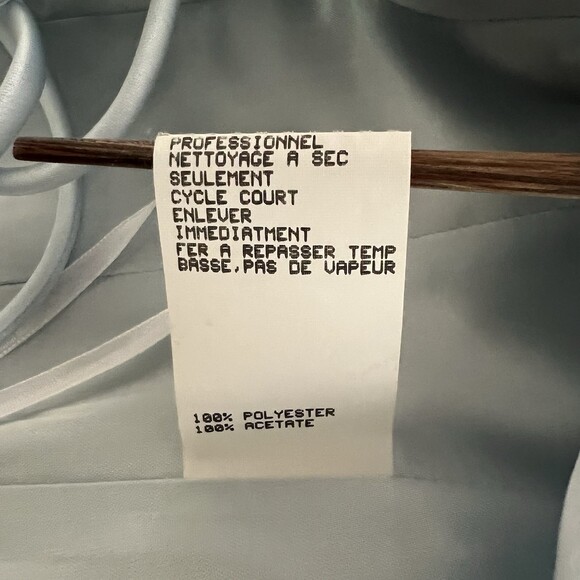 PROFESSIONNEL
NETTOYAGE A SEC
SEULEMENT
CYCLE COURT
ENLEVER
IMMEDIATMENT
FER A REPASSER TEMP
BASSE,PAS DE VAPEUR
100% POLYESTER
100% ACETATE